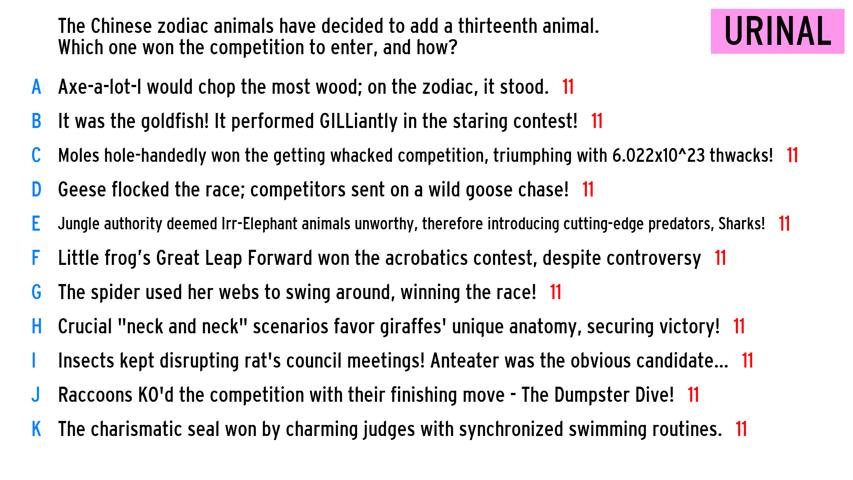 The Chinese zodiac animals have decided to add a thirteenth animal.
Which one won the competition to enter, and how?
URINAL
A Axe-a-lot-l would chop the most wood; on the zodiac, it stood. 11
B It was the goldfish! It performed GILLiantly in the staring contest! 11
C Moles hole-handedly won the getting whacked competition, triumphing with 6.022x10^23 thwacks! 11
D Geese flocked the race; competitors sent on a wild goose chase! 11
E Jungle authority deemed Irr-Elephant animals unworthy, therefore introducing cutting-edge predators, Sharks! 11
F Little frog's Great Leap Forward won the acrobatics contest, despite controversy 11
G The spider used her webs to swing around, winning the race! 11
H Crucial "neck and neck" scenarios favor giraffes' unique anatomy, securing victory! 11
I Insects kept disrupting rat's council meetings! Anteater was the obvious candidate... 11
J Raccoons KO'd the competition with their finishing move - The Dumpster Dive! 11
K The charismatic seal won by charming judges with synchronized swimming routines. 11